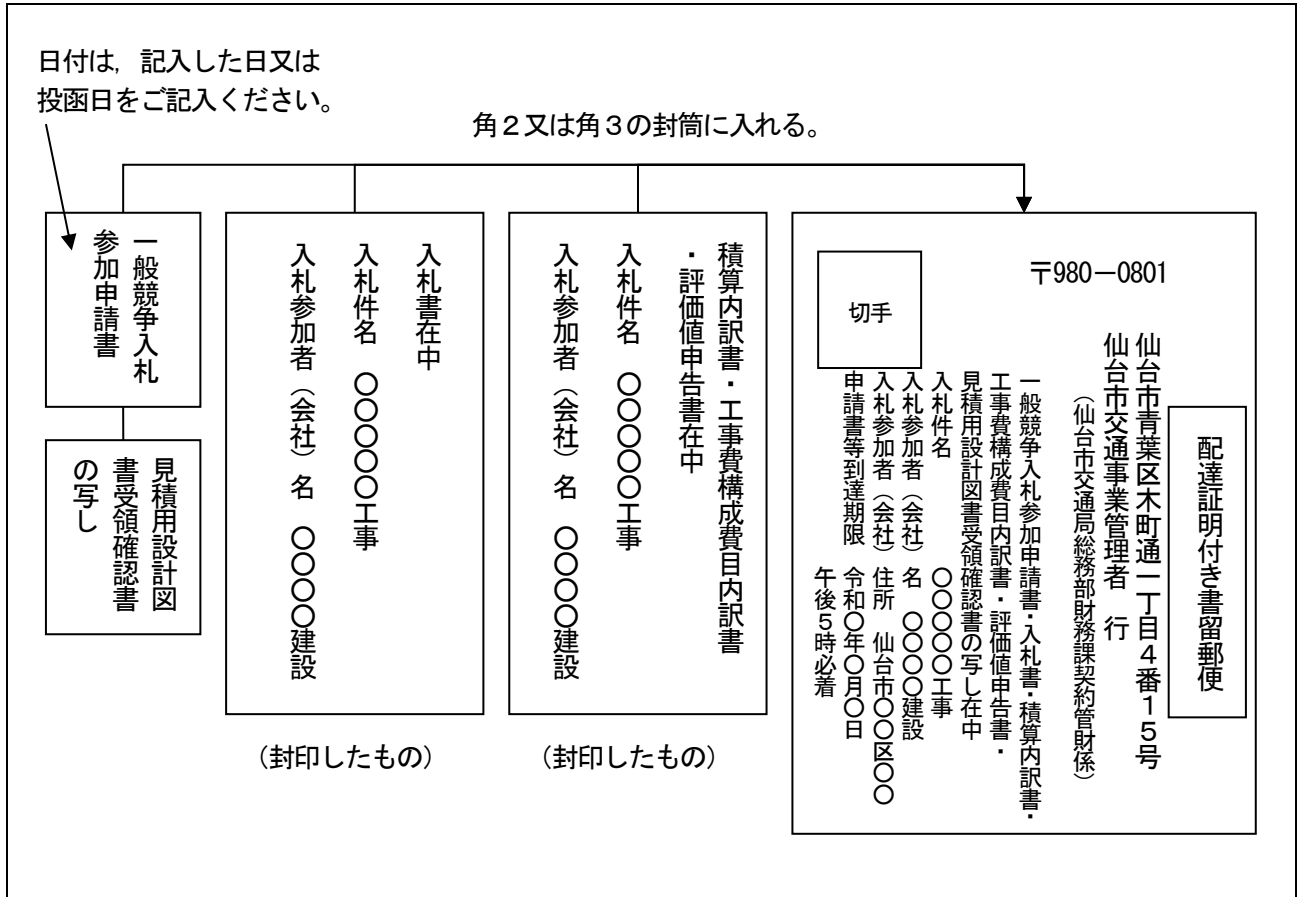 日付は，記入した日又は
投函日をご記入ください。
角２又は角３の封筒に入れる。
一般競争入札
参加申請書
見積用設計図
書受領確認書
の写し
入札書在中
入札件名　〇〇〇〇〇工事
入札参加者（会社）名　〇〇〇〇建設
（封印したもの）
積算内訳書・工事費構成費目内訳書
・評価値申告書在中
入札件名　〇〇〇〇〇工事
入札参加者（会社）名　〇〇〇〇建設
（封印したもの）
配達証明付き書留郵便
〒980－0801
仙台市青葉区木町通一丁目４番１５号
仙台市交通事業管理者　行
（仙台市交通局総務部財務課契約管財係）
切手
一般競争入札参加申請書・入札書・積算内訳書・
工事費構成費目内訳書・評価値申告書・
見積用設計図書受領確認書の写し在中
入札件名　〇〇〇〇〇工事
入札参加者（会社）名　〇〇〇〇建設
入札参加者（会社）住所　仙台市〇〇区〇〇
申請書等到達期限　令和〇年〇月〇日
午後５時必着